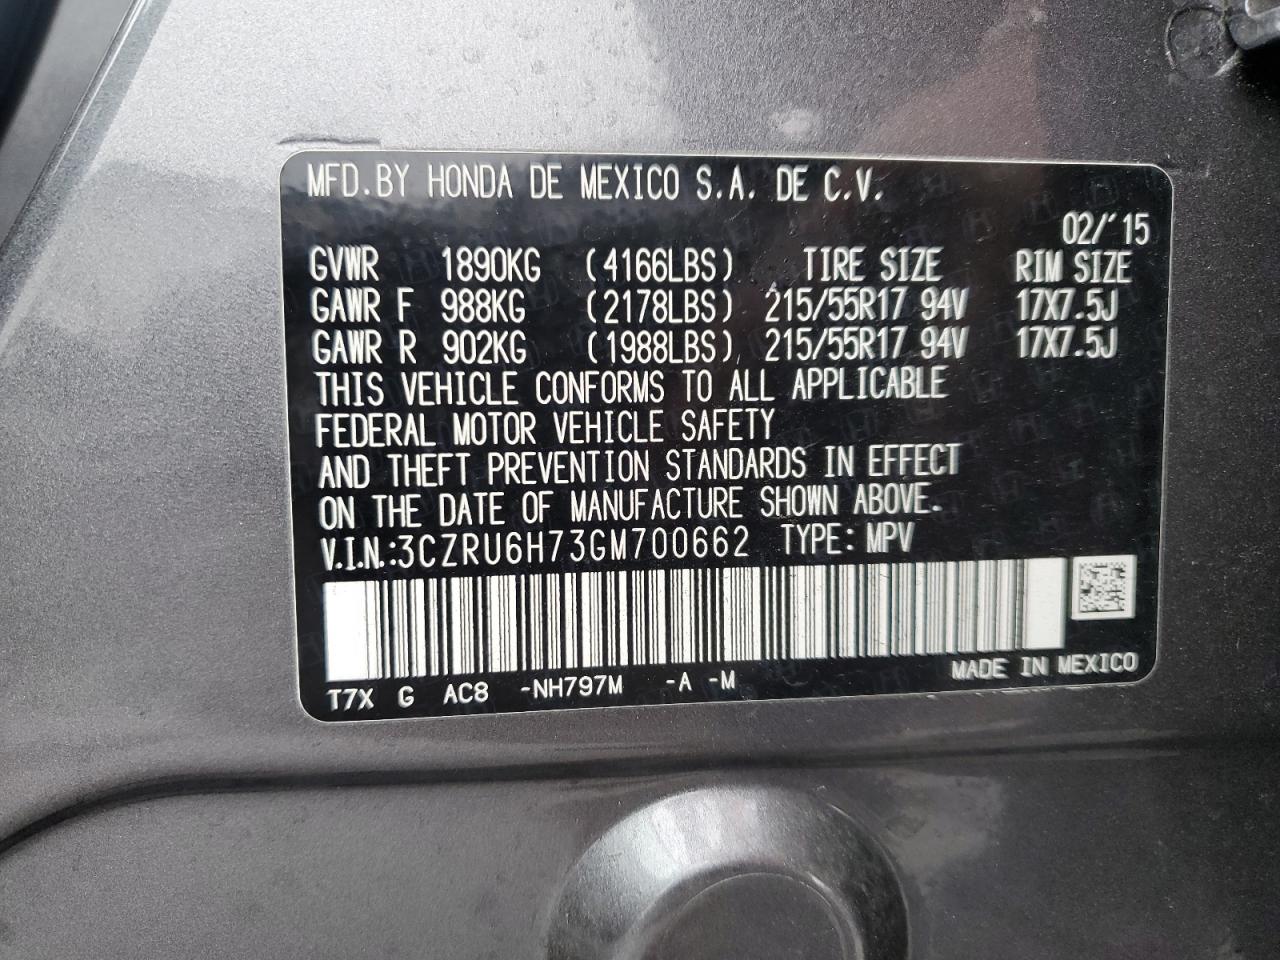 MFD.BY HONDA DE MEXICO S.A. DE C.V.
02/'15
GVWR 1890KG (4166LBS) TIRE SIZE RIM SIZE
GAWR F 988KG (2178LBS) 215/55R17 94V 17X7.5J
GAWR R 902KG (1988LBS) 215/55R17 94V 17X7.5J
THIS VEHICLE CONFORMS TO ALL APPLICABLE
FEDERAL MOTOR VEHICLE SAFETY
AND THEFT PREVENTION STANDARDS IN EFFECT
ON THE DATE OF MANUFACTURE SHOWN ABOVE.
V.I.N.:3CZRU6H73GM700662 TYPE: MPV
MADE IN MEXICO
T7X G AC8 -NH797M -A -M